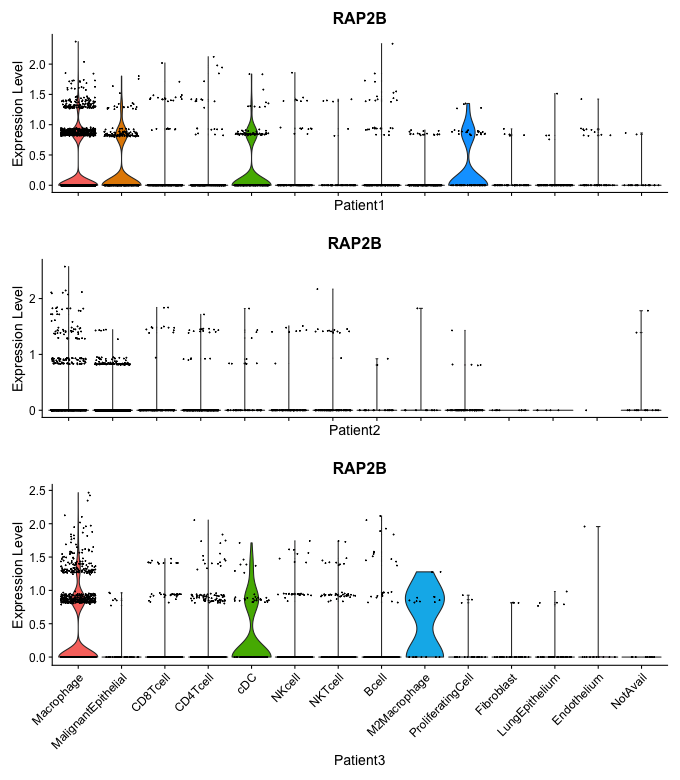 RAP2B
Expression Level
2.0
1.5
1.0
0.5
0.0
Patient1
RAP2B
Expression Level
2
1
0
Patient2
RAP2B
Expression Level
2.5
2.0
1.5
1.0
0.5
0.0
Macrophage
MalignantEpithelial
CD8Tcell
CD4Tcell
cDC
NKcell
NKTcell
Bcell
M2Macrophage
ProliferatingCell
Fibroblast
LungEpithelium
Endothelium
NotAvail
Patient3